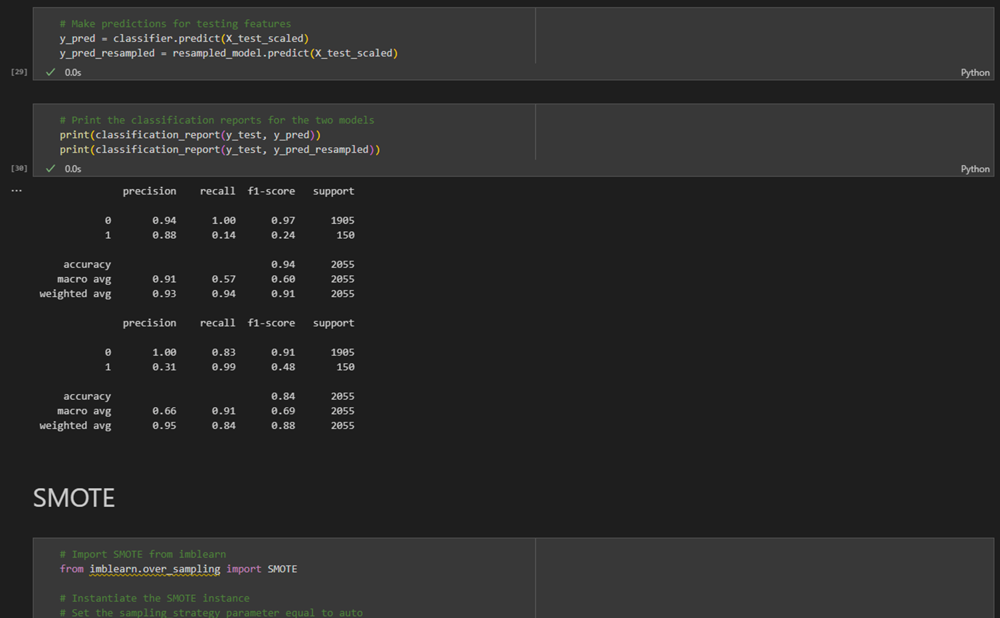 # Make predictions for testing features
y_pred = classifier.predict(X_test_scaled)
y_pred_resampled = resampled_model.predict(X_test_scaled)
[29] ✓ 0.0s Python
# Print the classification reports for the two models
print(classification_report(y_test, y_pred))
print(classification_report(y_test, y_pred_resampled))
[30] ✓ 0.0s Python
...
precision recall f1-score support
0 0.94 1.00 0.97 1905
1 0.88 0.14 0.24 150
accuracy 0.94 2055
macro avg 0.91 0.57 0.60 2055
weighted avg 0.93 0.94 0.91 2055
precision recall f1-score support
0 1.00 0.83 0.91 1905
1 0.31 0.99 0.48 150
accuracy 0.84 2055
macro avg 0.66 0.91 0.69 2055
weighted avg 0.95 0.84 0.88 2055
SMOTE
# Import SMOTE from imblearn
from imblearn.over_sampling import SMOTE
# Instantiate the SMOTE instance
# Set the sampling_strategy parameter equal to auto